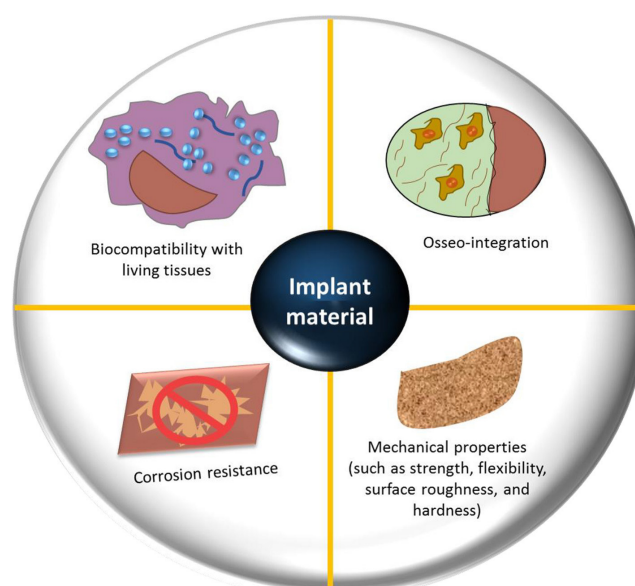 Biocompatibility with
living tissues
Osseo-integration
Implant
material
Corrosion resistance
Mechanical properties
(such as strength, flexibility,
surface roughness, and
hardness)